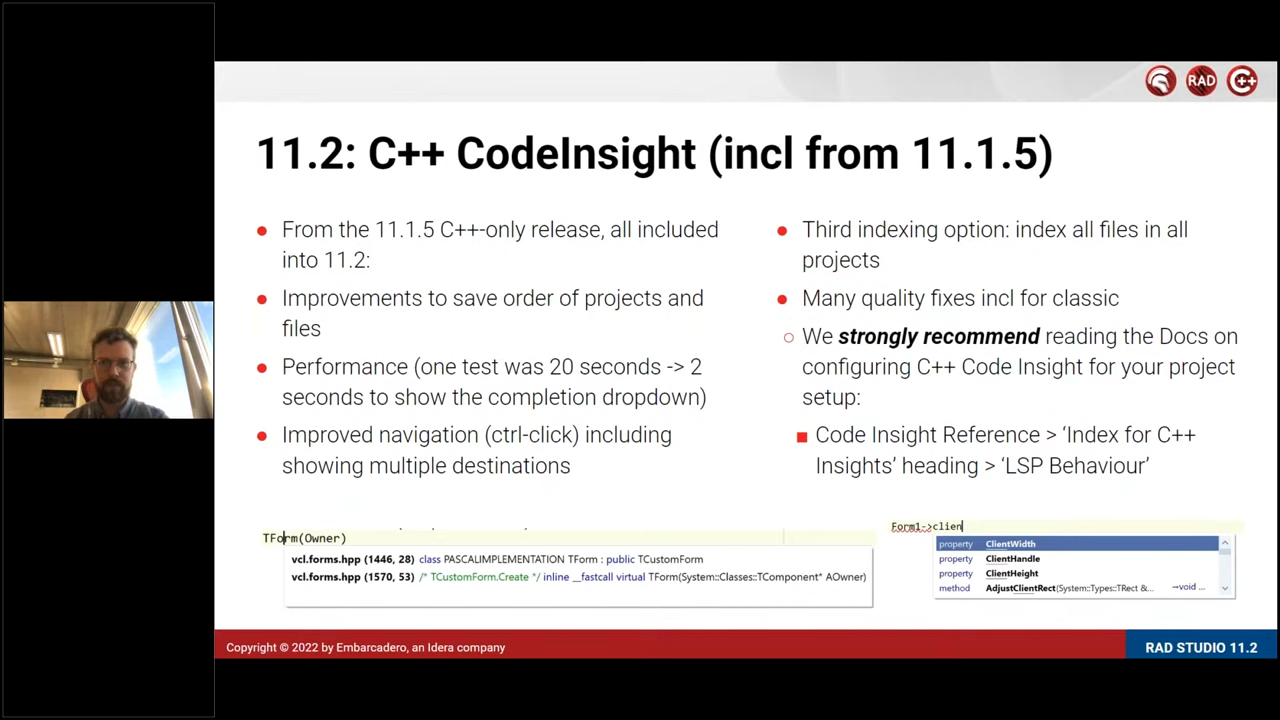 RAD
C++
11.2: C++ CodeInsight (incl from 11.1.5)
From the 11.1.5 C++-only release, all included
into 11.2:
Improvements to save order of projects and
files
Performance (one test was 20 seconds -> 2
seconds to show the completion dropdown)
Improved navigation (ctrl-click) including
showing multiple destinations
Third indexing option: index all files in all
projects
Many quality fixes incl for classic
We strongly recommend reading the Docs on
configuring C++ Code Insight for your project
setup:
Code Insight Reference > ‘Index for C++
Insights’ heading > ‘LSP Behaviour’
TForm(Owner)
vcl.forms.hpp (1446, 28) class PASCALIMPLEMENTATION TForm : public TCustomForm
vcl.forms.hpp (1570, 53) /* TCustomForm.Create */ inline __fastcall virtual TForm(System::Classes::TComponent* AOwner)
Form1->clien
property ClientWidth
property ClientHandle
property ClientHeight
method AdjustClientRect(System::Types::TRect &... →void ...
Copyright © 2022 by Embarcadero, an Idera company
RAD STUDIO 11.2